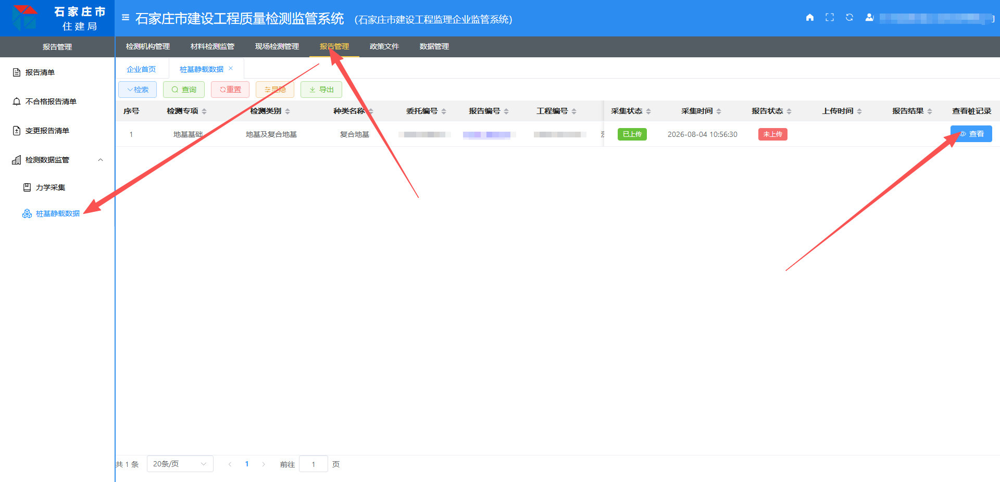 石家庄市
住建局
石家庄市建设工程质量检测监管系统 (石家庄市建设工程监理企业监管系统)
报告管理
检测机构管理 材料检测监管 现场检测管理 报告管理 政策文件 数据管理
报告清单
不合格报告清单
变更报告清单
检测数据监管
力学采集
桩基静载数据
企业首页 桩基静载数据 ×
检索 查询 重置 显隐 导出
序号 检测专项 检测类别 种类名称 委托编号 报告编号 工程编号 采集状态 采集时间 报告状态 上传时间 报告结果 查看桩记录
1 地基基础 地基及复合地基 复合地基 已上传 2026-08-04 10:56:30 未上传 查看
共 1 条 20条/页 1 前往 1 页